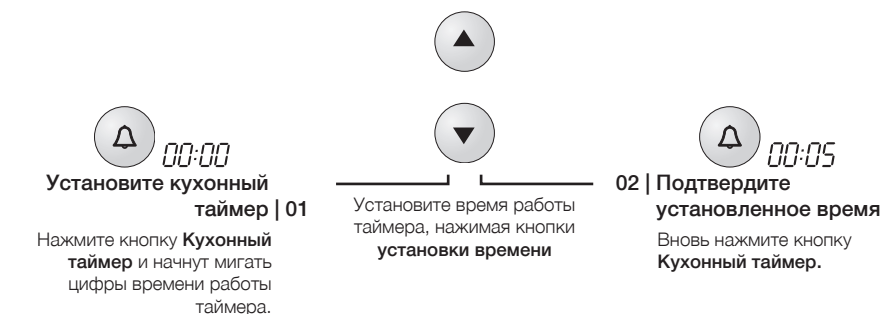 00:00
Установите кухонный
таймер | 01
Нажмите кнопку Кухонный
таймер и начнут мигать
цифры времени работы
таймера.
Установите время работы
таймера, нажимая кнопки
установки времени
00:05
02 | Подтвердите
установленное время
Вновь нажмите кнопку
Кухонный таймер.